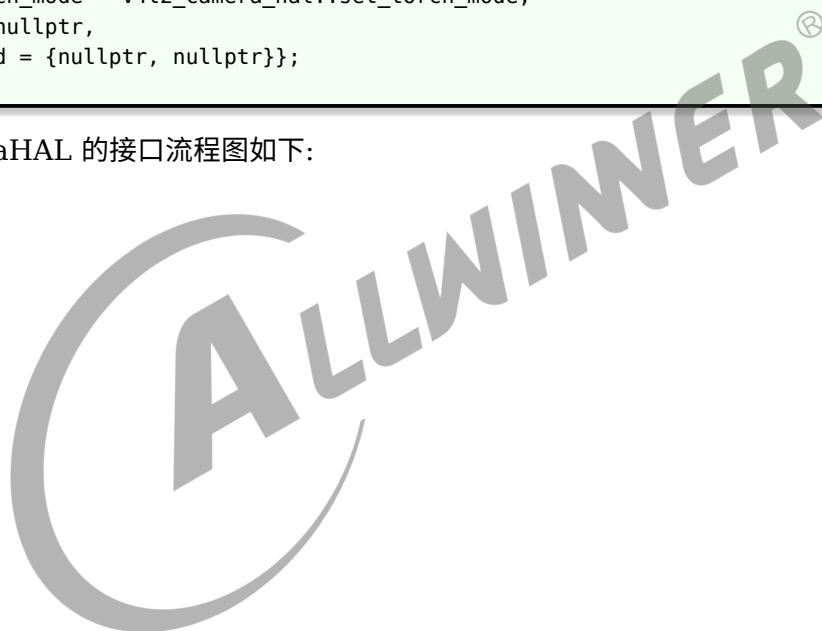 ch_mode = v4l2_camera_hal::set_torch_mode,
nullptr,
d = {nullptr, nullptr}};
aHAL 的接口流程图如下:
ALLWINNER®